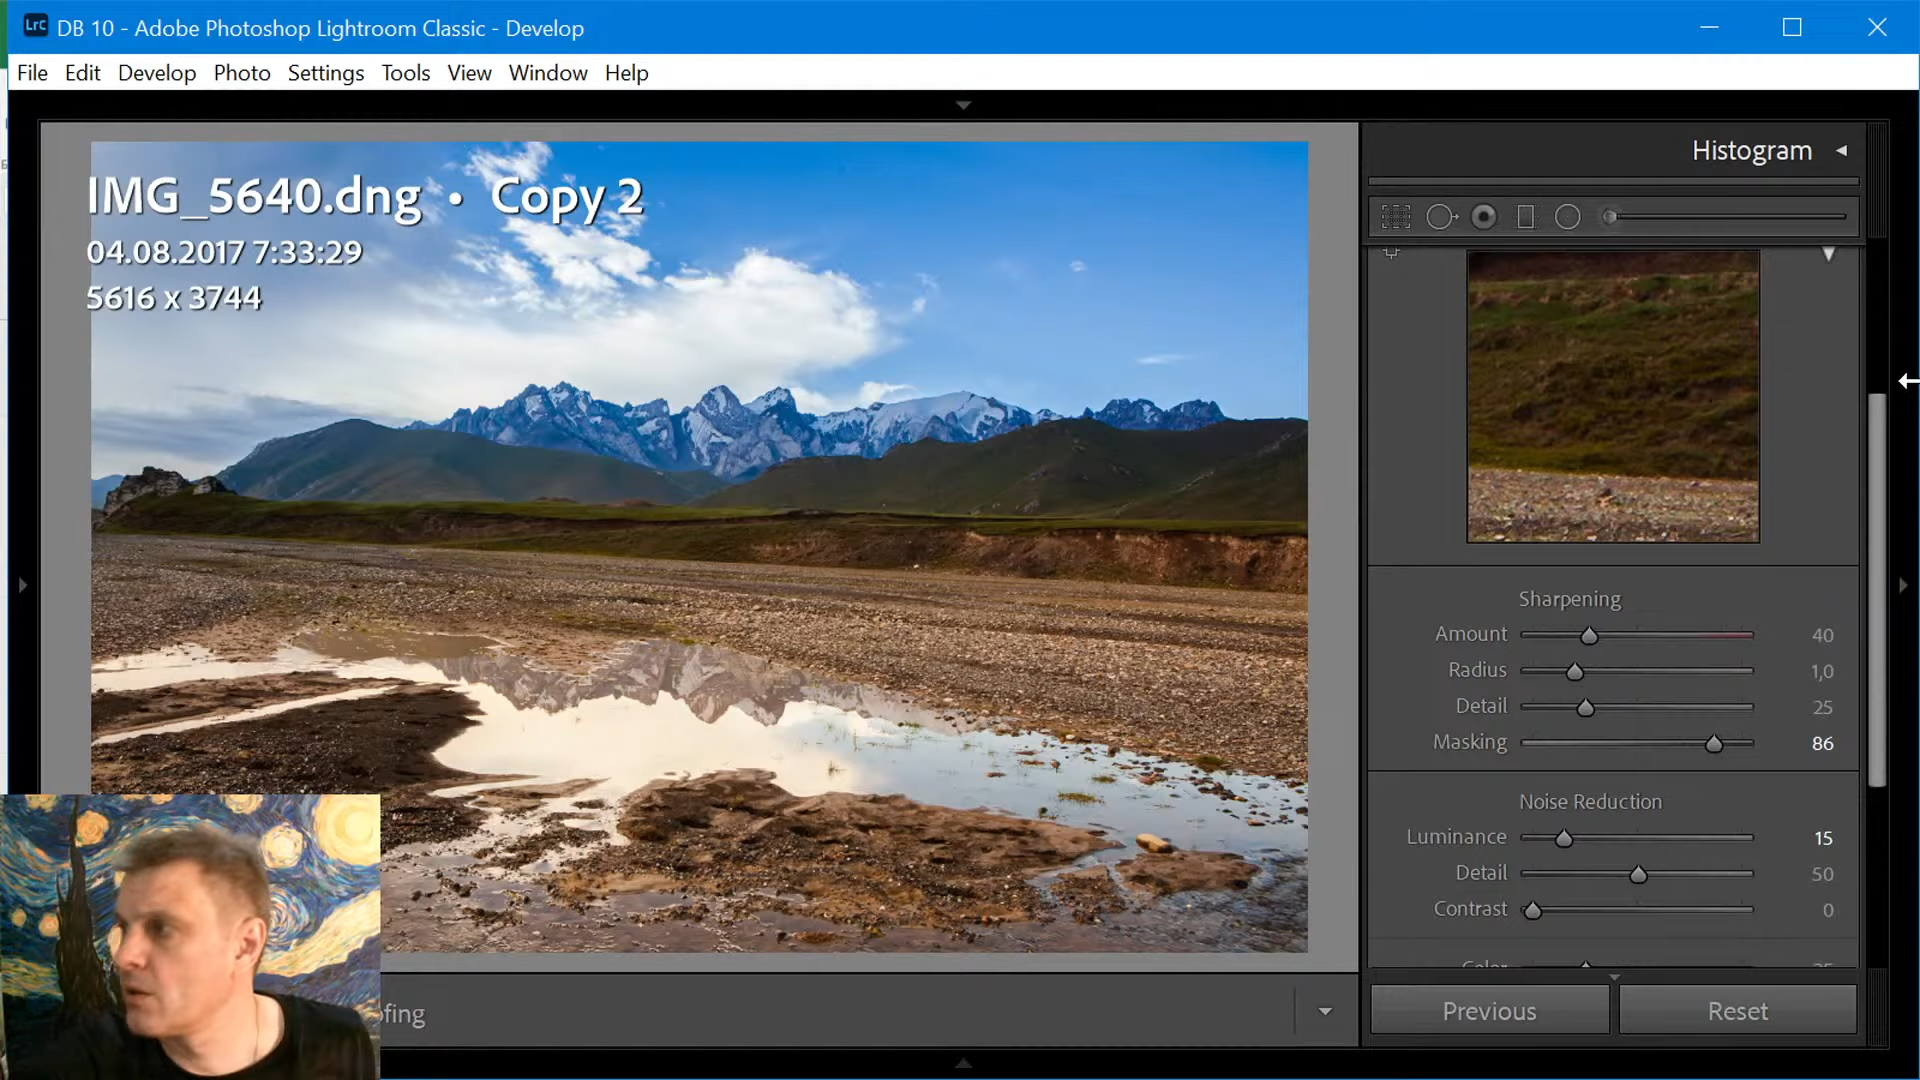 Lrc DB 10 - Adobe Photoshop Lightroom Classic - Develop
File Edit Develop Photo Settings Tools View Window Help
IMG_5640.dng • Copy 2
04.08.2017 7:33:29
5616 x 3744
Histogram
Sharpening
Amount 40
Radius 1,0
Detail 25
Masking 86
Noise Reduction
Luminance 15
Detail 50
Contrast 0
ofing
Previous Reset